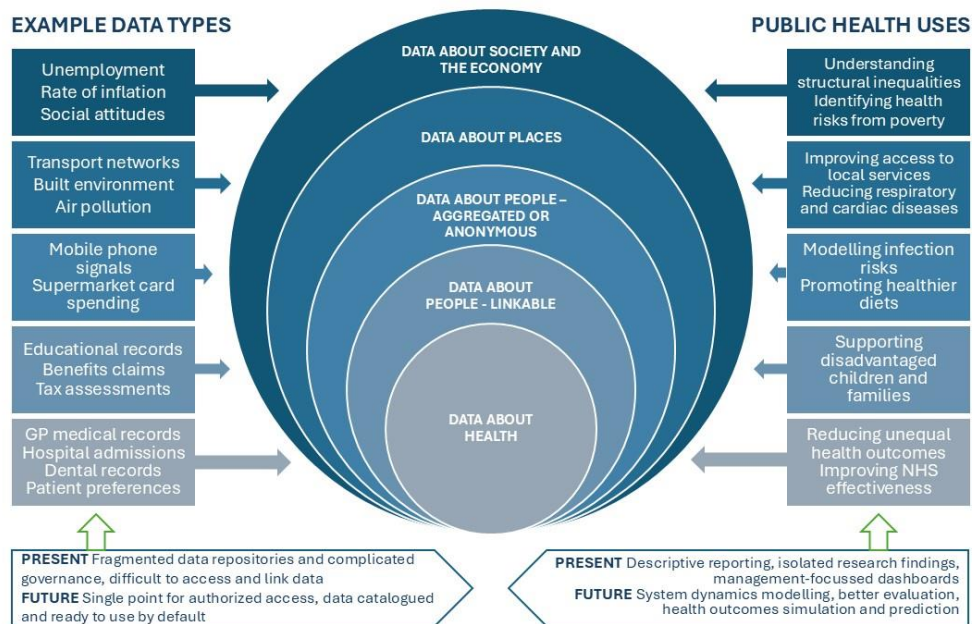 EXAMPLE DATA TYPES
Unemployment
Rate of inflation
Social attitudes
Transport networks
Built environment
Air pollution
Mobile phone
signals
Supermarket card
spending
Educational records
Benefits claims
Tax assessments
GP medical records
Hospital admissions
Dental records
Patient preferences
DATA ABOUT SOCIETY AND
THE ECONOMY
DATA ABOUT PLACES
DATA ABOUT PEOPLE –
AGGREGATED OR
ANONYMOUS
DATA ABOUT
PEOPLE - LINKABLE
DATA ABOUT
HEALTH
PUBLIC HEALTH USES
Understanding
structural inequalities
Identifying health
risks from poverty
Improving access to
local services
Reducing respiratory
and cardiac diseases
Modelling infection
risks
Promoting healthier
diets
Supporting
disadvantaged
children and
families
Reducing unequal
health outcomes
Improving NHS
effectiveness
PRESENT Fragmented data repositories and complicated
governance, difficult to access and link data
FUTURE Single point for authorized access, data catalogued
and ready to use by default
PRESENT Descriptive reporting, isolated research findings,
management-focussed dashboards
FUTURE System dynamics modelling, better evaluation,
health outcomes simulation and prediction